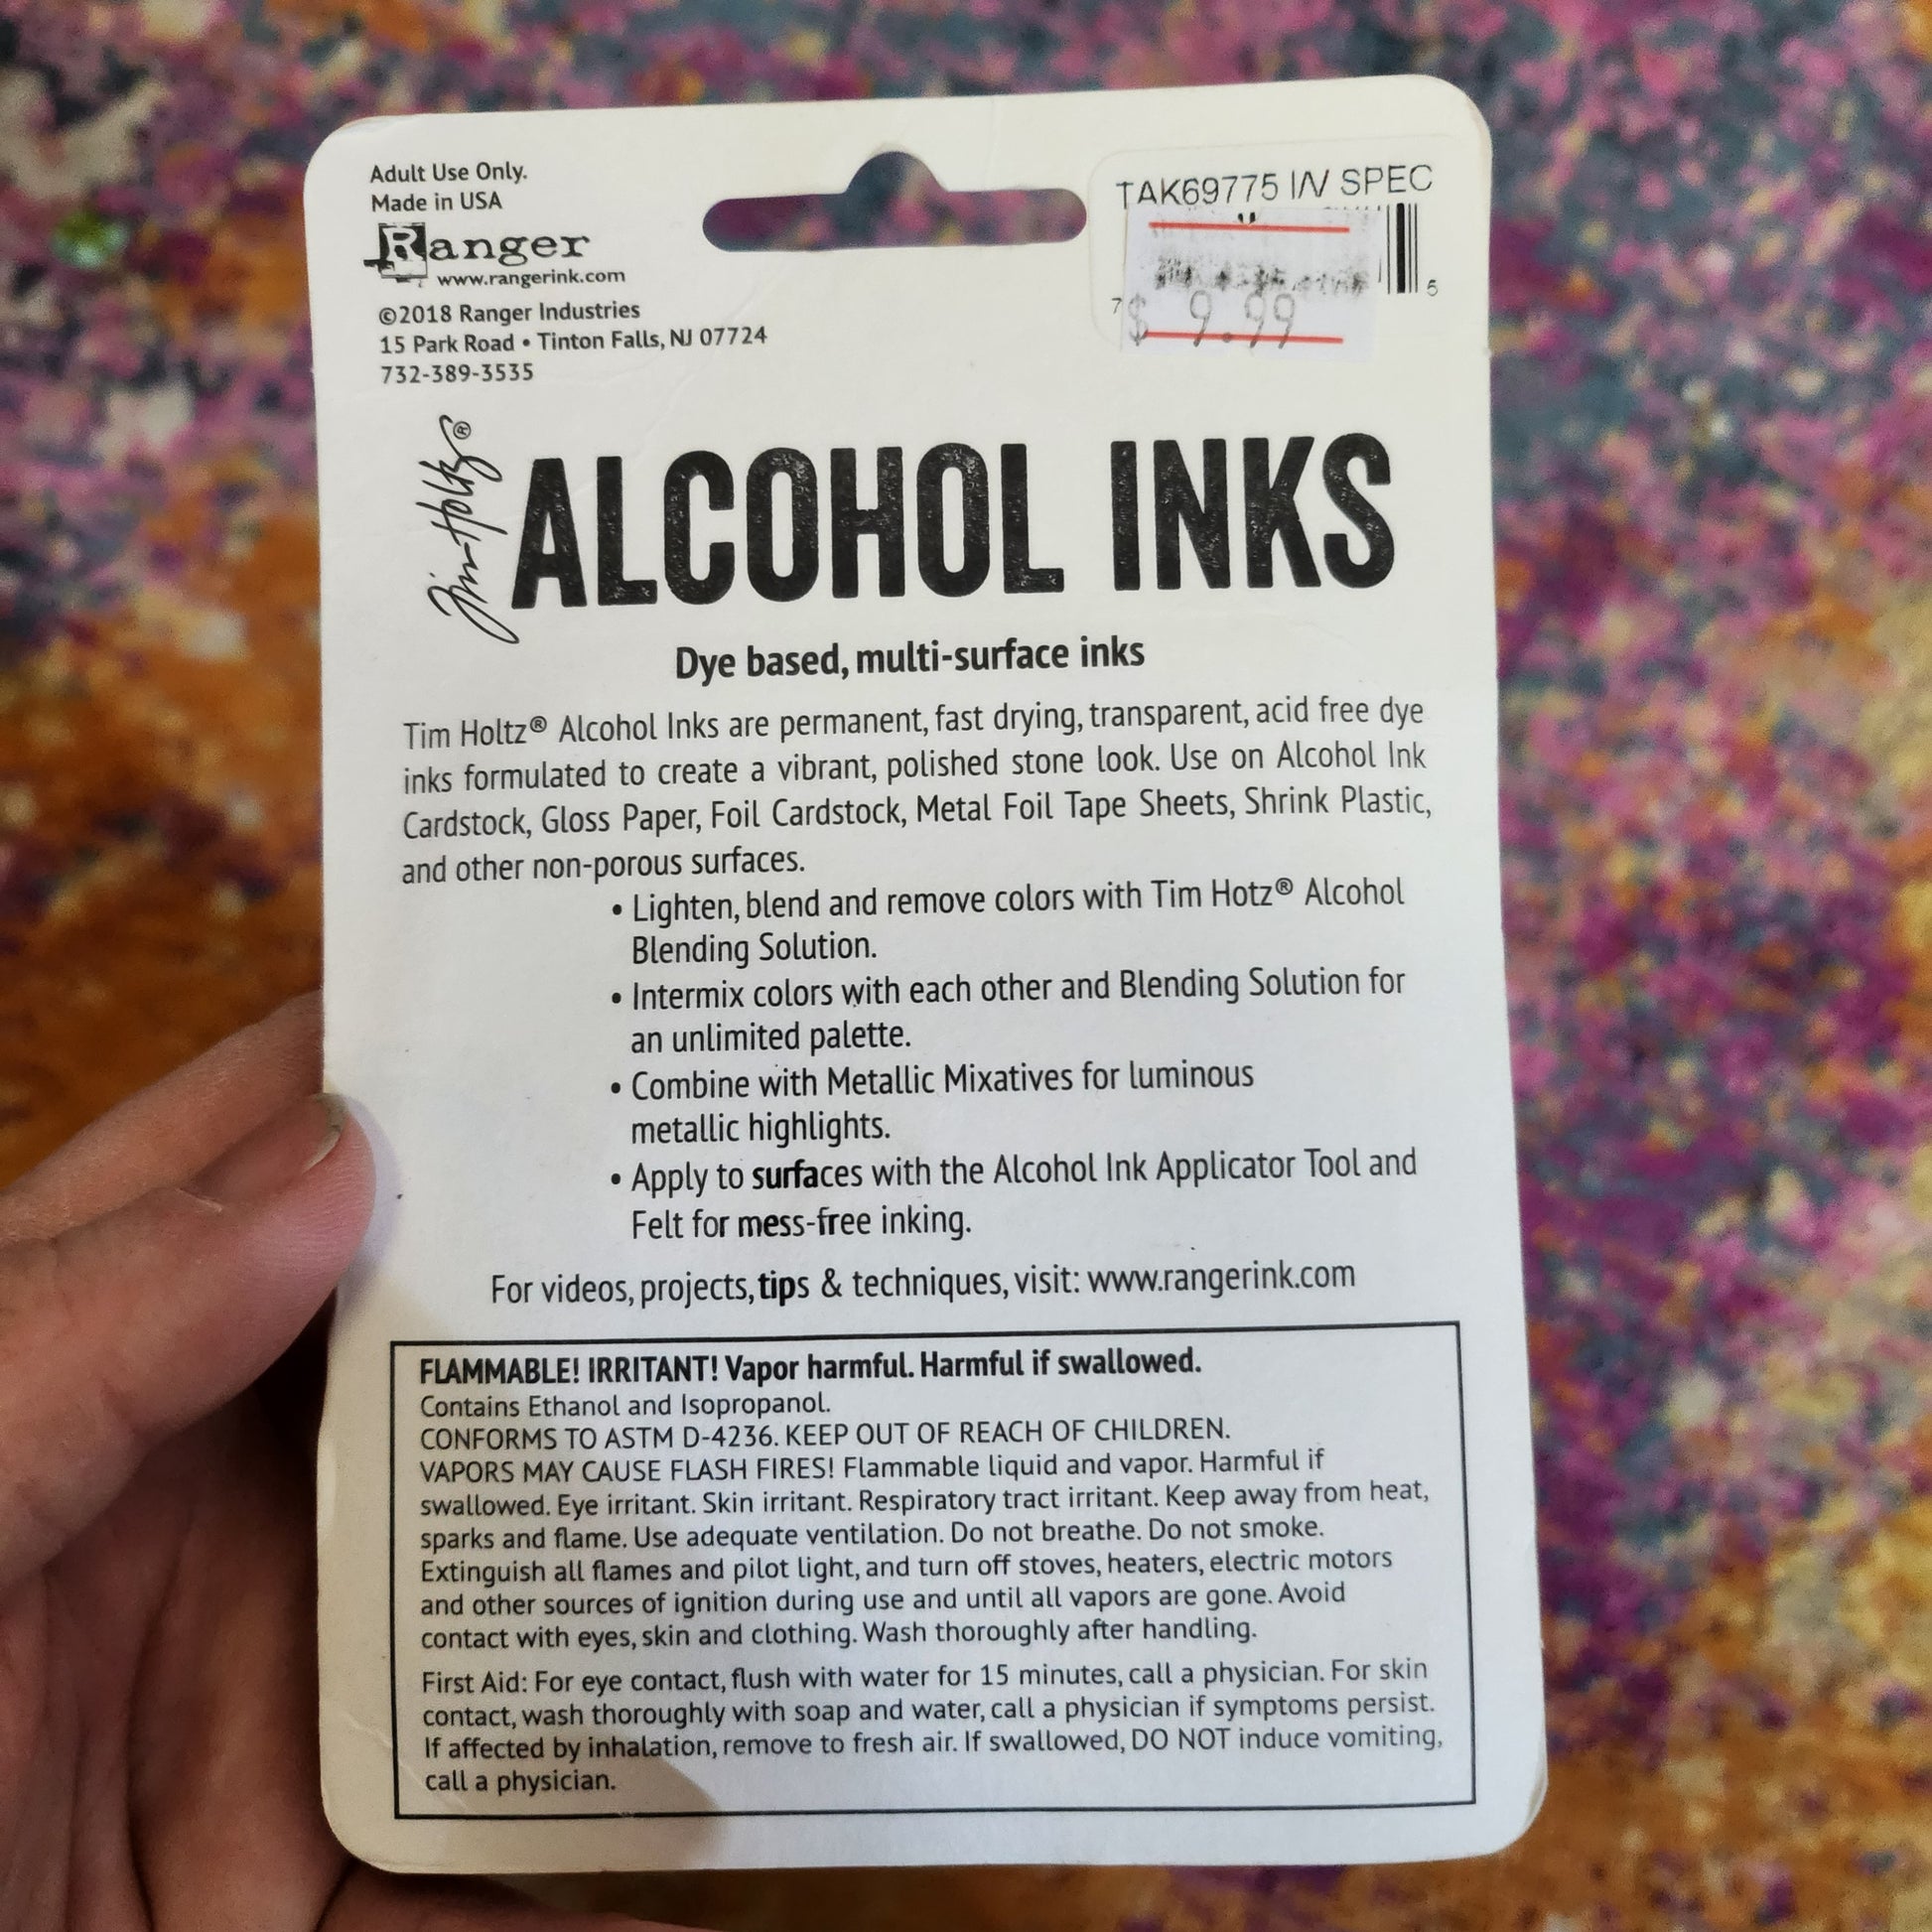 Adult Use Only.
Made in USA
Ranger
www.rangerink.com
©2018 Ranger Industries
15 Park Road • Tinton Falls, NJ 07724
732-389-3535
TAK69775 IN SPEC
7
5
$ 9.99
Tim Holtz®
ALCOHOL INKS
Dye based, multi-surface inks
Tim Holtz® Alcohol Inks are permanent, fast drying, transparent, acid free dye
inks formulated to create a vibrant, polished stone look. Use on Alcohol Ink
Cardstock, Gloss Paper, Foil Cardstock, Metal Foil Tape Sheets, Shrink Plastic,
and other non-porous surfaces.
• Lighten, blend and remove colors with Tim Hotz® Alcohol
Blending Solution.
• Intermix colors with each other and Blending Solution for
an unlimited palette.
• Combine with Metallic Mixatives for luminous
metallic highlights.
• Apply to surfaces with the Alcohol Ink Applicator Tool and
Felt for mess-free inking.
For videos, projects, tips & techniques, visit: www.rangerink.com
FLAMMABLE! IRRITANT! Vapor harmful. Harmful if swallowed.
Contains Ethanol and Isopropanol.
CONFORMS TO ASTM D-4236. KEEP OUT OF REACH OF CHILDREN.
VAPORS MAY CAUSE FLASH FIRES! Flammable liquid and vapor. Harmful if
swallowed. Eye irritant. Skin irritant. Respiratory tract irritant. Keep away from heat,
sparks and flame. Use adequate ventilation. Do not breathe. Do not smoke.
Extinguish all flames and pilot light, and turn off stoves, heaters, electric motors
and other sources of ignition during use and until all vapors are gone. Avoid
contact with eyes, skin and clothing. Wash thoroughly after handling.
First Aid: For eye contact, flush with water for 15 minutes, call a physician. For skin
contact, wash thoroughly with soap and water, call a physician if symptoms persist.
If affected by inhalation, remove to fresh air. If swallowed, DO NOT induce vomiting,
call a physician.